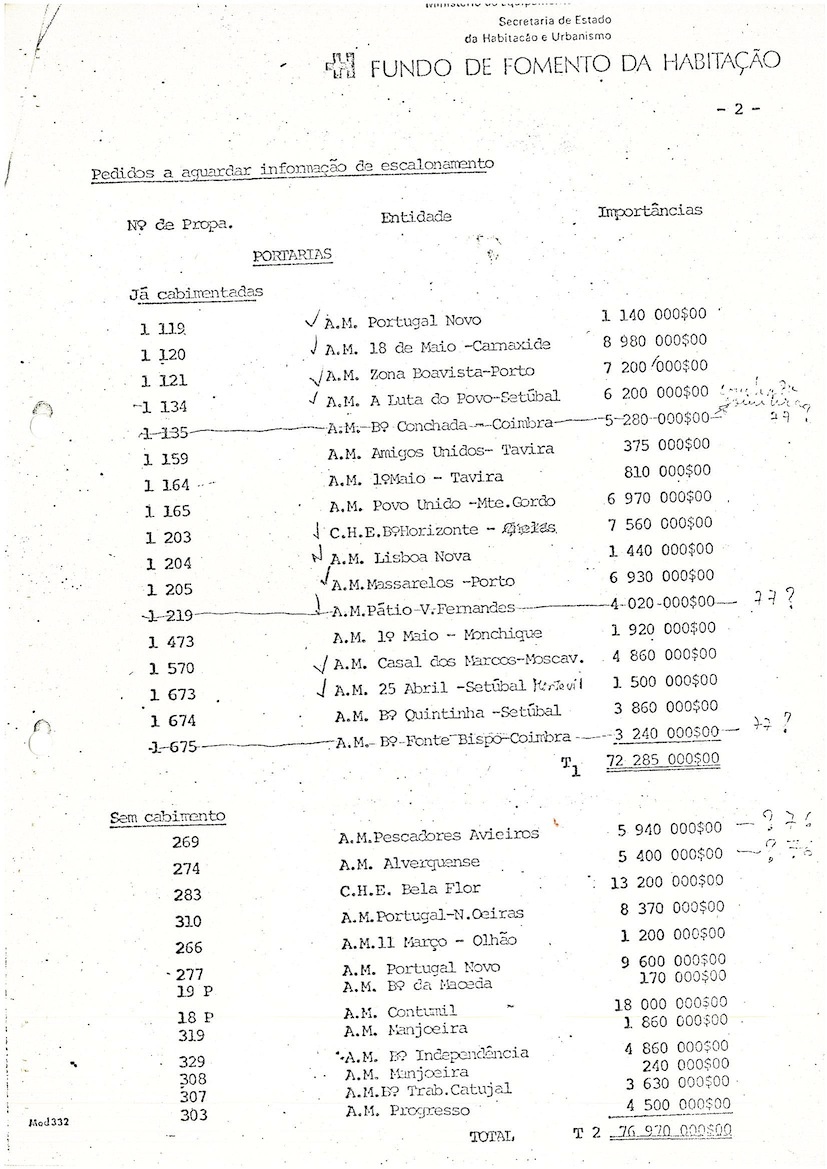 Secretaria de Estado
da Habitacão e Urbanismo
FUNDO DE FOMENTO DA HABITAÇÃO
- 2 -
Pedidos a aguardar informação de escalonamento
Nº de Propa. Entidade Importâncias
PORTARIAS
Já cabimentadas
1 119 A.M. Portugal Novo 1 140 000$00
1 120 A.M. 18 de Maio -Carnaxide 8 980 000$00
1 121 A.M. Zona Boavista-Porto 7 200 000$00
1 134 A.M. A Luta do Povo-Setúbal 6 200 000$00
1 135 A.M. Bº Conchada - Coimbra 5 280 000$00 77?
1 159 A.M. Amigos Unidos- Tavira 375 000$00
1 164 A.M. 1ºMaio - Tavira 810 000$00
1 165 A.M. Povo Unido -Mte.Gordo 6 970 000$00
1 203 C.H.E.BºHorizonte - Chelas 7 560 000$00
1 204 A.M. Lisboa Nova 1 440 000$00
1 205 A.M.Massarelos -Porto 6 930 000$00
1 219 A.M.Pátio V.Fernandes 4 020 000$00 77?
1 473 A.M. 1º Maio - Monchique 1 920 000$00
1 570 A.M. Casal dos Marcos-Moscav. 4 860 000$00
1 673 A.M. 25 Abril -Setúbal 1 500 000$00
1 674 A.M. Bº Quintinha -Setúbal 3 860 000$00
1 675 A.M. Bº Fonte Bispo-Coimbra 3 240 000$00 77?
T1 72 285 000$00
Sem cabimento
269 A.M.Pescadores Avieiros 5 940 000$00 - ? 76
274 A.M. Alverquense 5 400 000$00 - ? 76
283 C.H.E. Bela Flor 13 200 000$00
310 A.M.Portugal-N.Oeiras 8 370 000$00
266 A.M.11 Março - Olhão 1 200 000$00
277 A.M. Portugal Novo 9 600 000$00
19 P A.M. Bº da Maceda 170 000$00
18 P A.M. Contumil 18 000 000$00
319 A.M. Manjoeira 1 860 000$00
329 A.M. Bº Independência 4 860 000$00
308 A.M. Manjoeira 240 000$00
307 A.M.Bº Trab.Catujal 3 630 000$00
303 A.M. Progresso 4 500 000$00
Mod332
TOTAL T 2 76 970 000$00